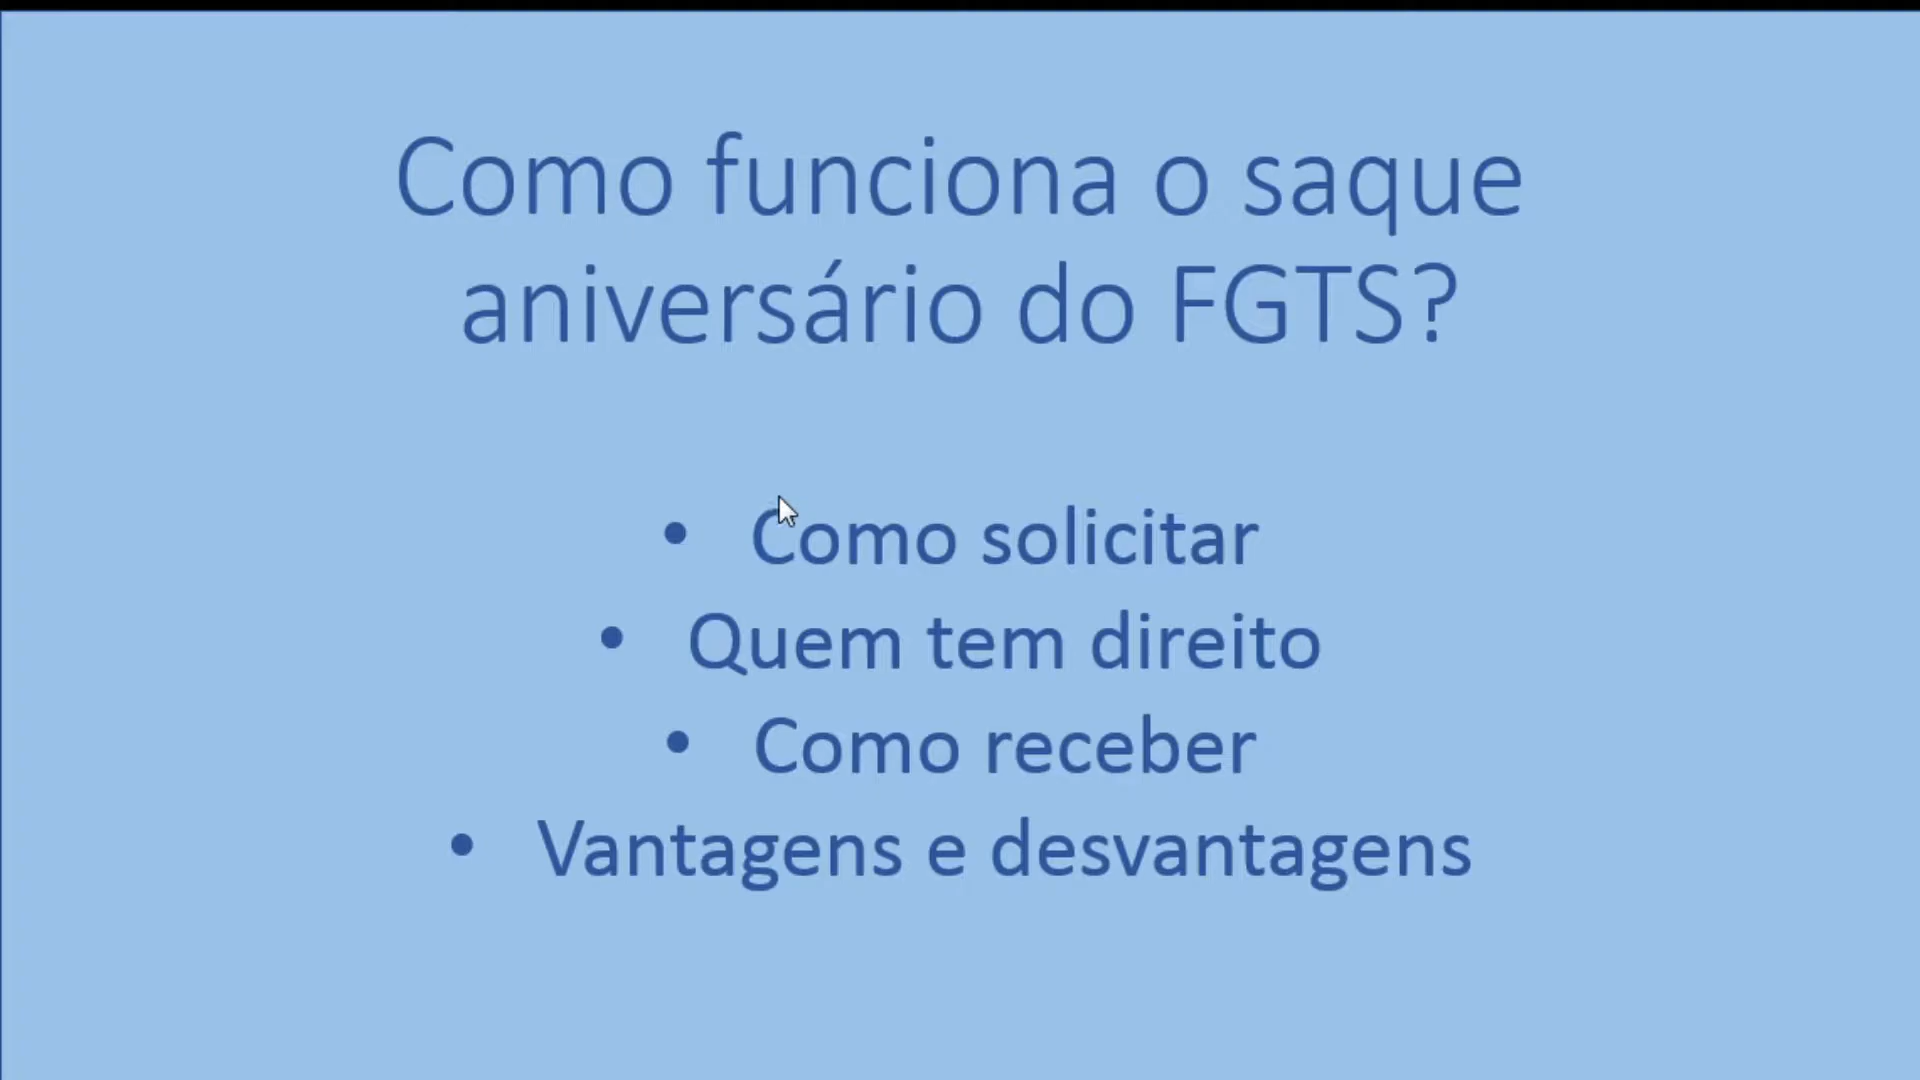 Como funciona o saque
aniversário do FGTS?
• Como solicitar
• Quem tem direito
• Como receber
• Vantagens e desvantagens